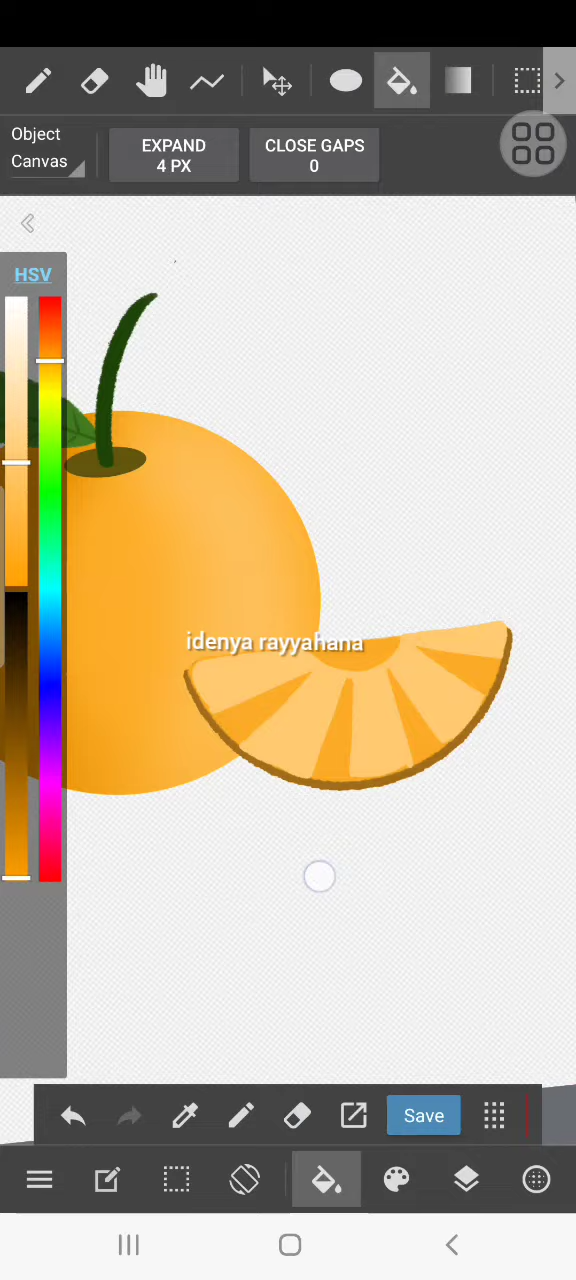 Object
Canvas
EXPAND
4 PX
CLOSE GAPS
0
HSV
idenya rayyahana
Save